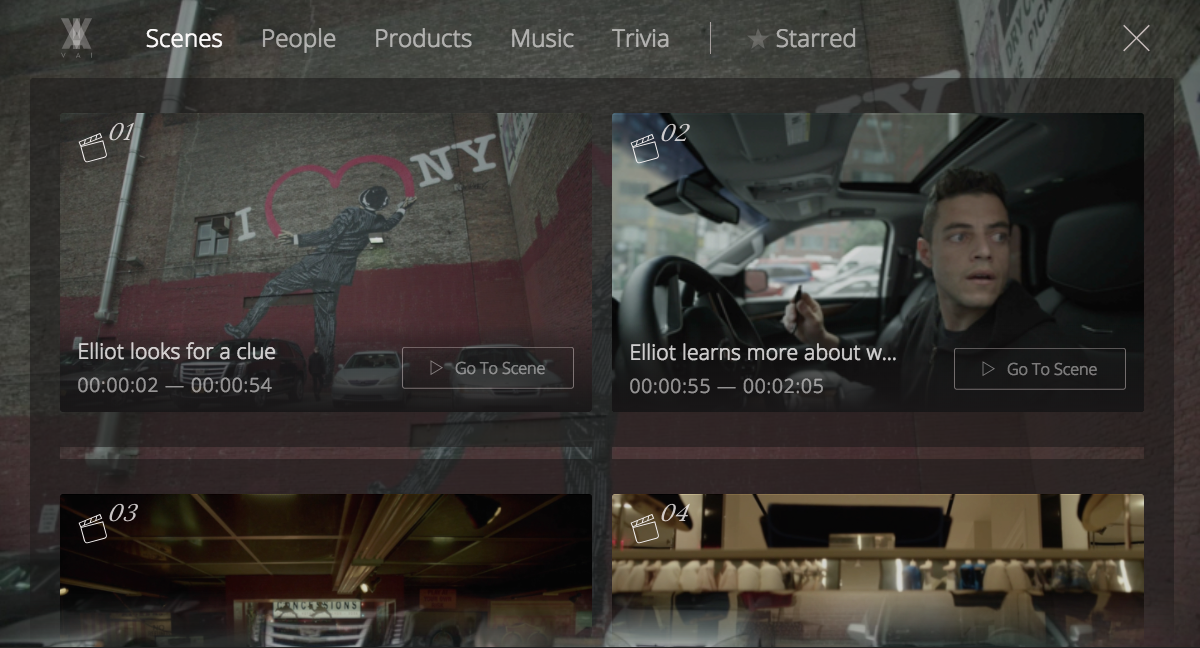 Scenes People Products Music Trivia Starred
01
I NY
Elliot looks for a clue
00:00:02 — 00:00:54
Go To Scene
02
Elliot learns more about w...
00:00:55 — 00:02:05
Go To Scene
03
CONCESSIONS
04